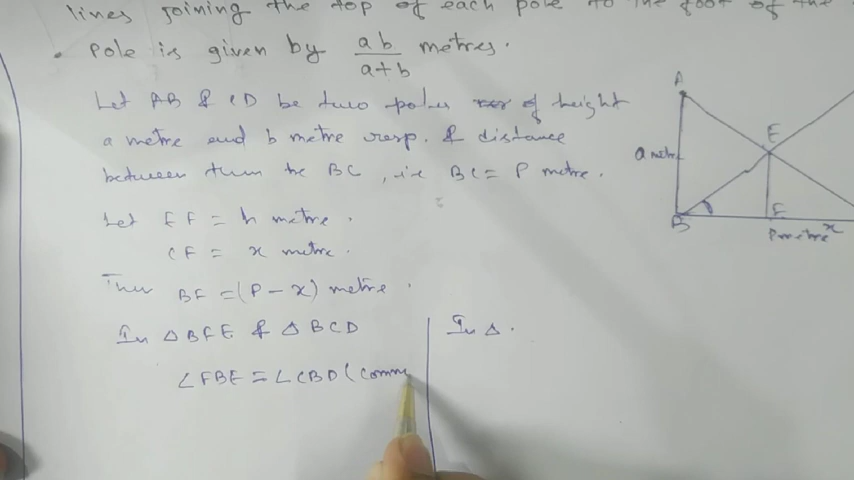 lines joining the top of each pole to the foot of the
pole is given by ab/a+b metres.
Let AB & CD be two poles of height
a metre and b metre resp. & distance
between them be BC, i.e BC = P metre.
Let EF = h metre.
CF = x metre.
Then BF = (P - x) metre.
In △BFE & △BCD
∠FBE = ∠CBD (comm
In △.
A
E
a metre
B
F
P metre
x